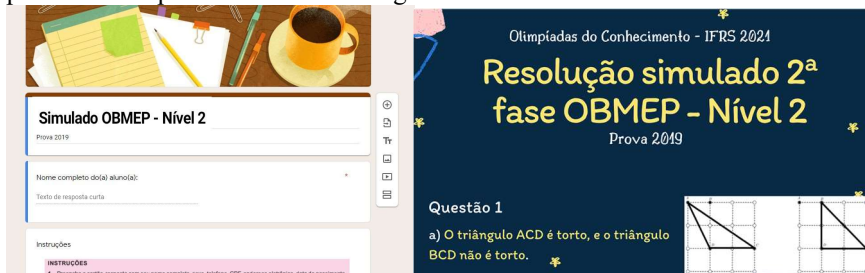 Simulado OBMEP - Nível 2
Prova 2019
Nome completo do(a) aluno(a):
*
Texto de resposta curta
Instruções
INSTRUÇÕES
Tт
Olimpíadas do Conhecimento - IFRS 2021
Resolução simulado 2ª
fase OBMEP - Nível 2
Prova 2019
Questão 1
a) O triângulo ACD é torto, e o triângulo
BCD não é torto.